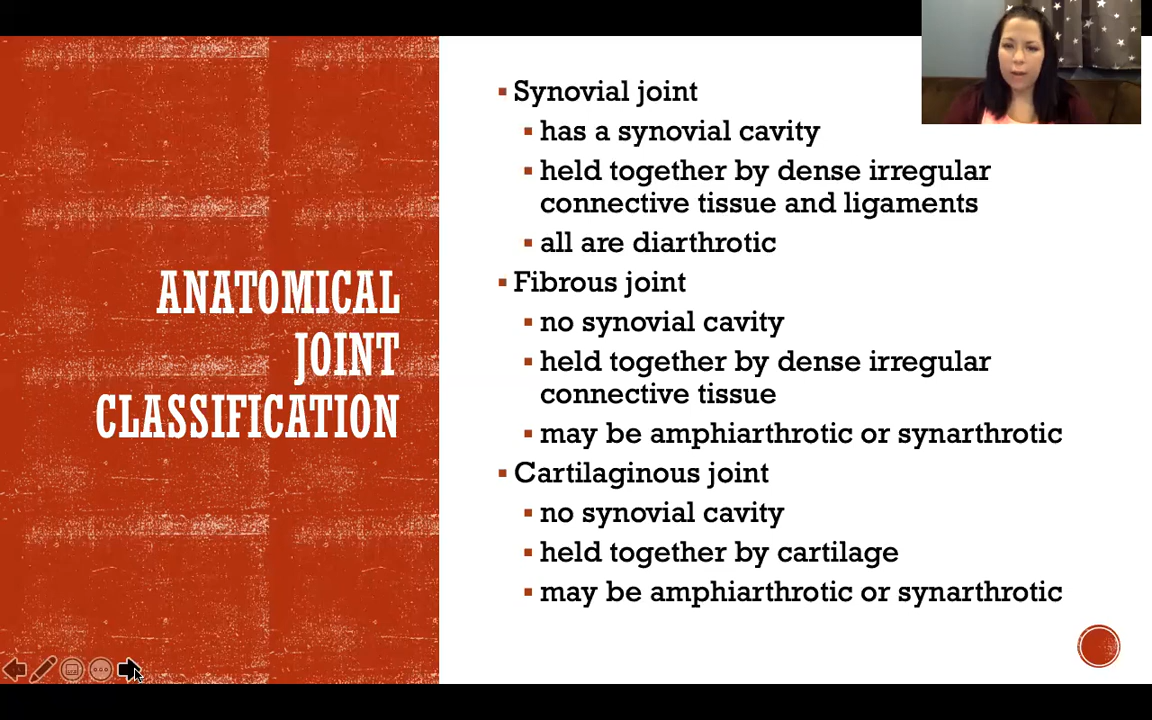 ANATOMICAL
JOINT
CLASSIFICATION
Synovial joint
has a synovial cavity
held together by dense irregular
connective tissue and ligaments
all are diarthrotic
Fibrous joint
no synovial cavity
held together by dense irregular
connective tissue
may be amphiarthrotic or synarthrotic
Cartilaginous joint
no synovial cavity
held together by cartilage
may be amphiarthrotic or synarthrotic